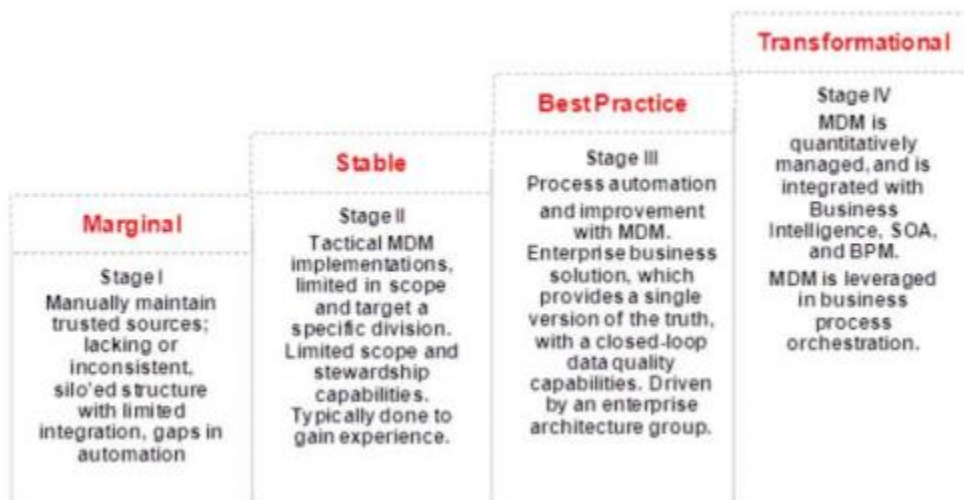 Marginal
Stage I
Manually maintain
trusted sources;
lacking or
inconsistent,
silo'ed structure
with limited
integration, gaps in
automation
Stable
Stage II
Tactical MDM
implementations,
limited in scope
and target a
specific division.
Limited scope and
stewardship
capabilities.
Typically done to
gain experience.
Best Practice
Stage III
Process automation
and improvement
with MDM.
Enterprise business
solution, which
provides a single
version of the truth,
with a closed-loop
data quality
capabilities. Driven
by an enterprise
architecture group.
Transformational
Stage IV
MDM is
quantitatively
managed, and is
integrated with
Business
Intelligence, SOA,
and BPM.
MDM is leveraged
in business
process
orchestration.